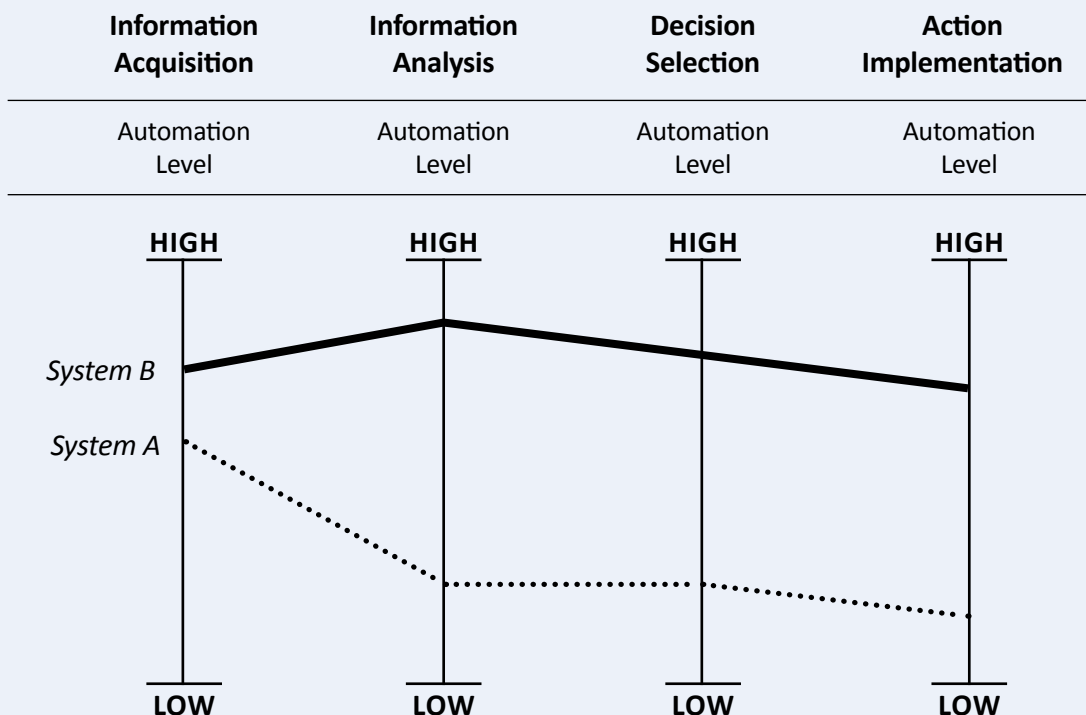 Information Acquisition
Information Analysis
Decision Selection
Action Implementation
Automation Level
Automation Level
Automation Level
Automation Level
HIGH
HIGH
HIGH
HIGH
System B
System A
LOW
LOW
LOW
LOW